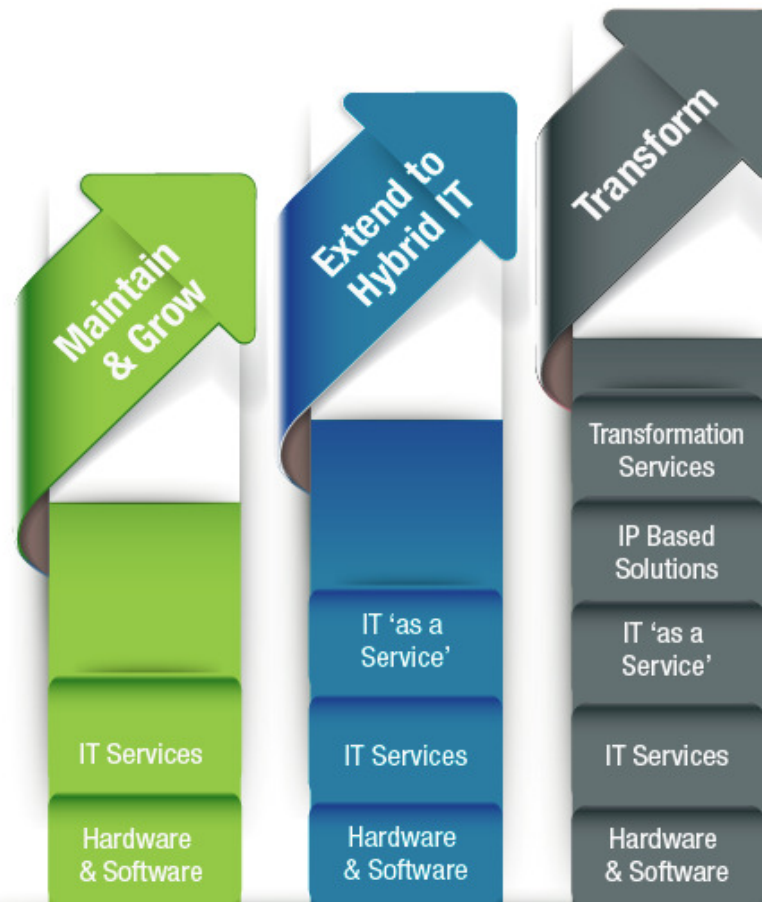 Maintain
& Grow
IT Services
Hardware
& Software
Extend to
Hybrid IT
IT ‘as a
Service’
IT Services
Hardware
& Software
Transform
Transformation
Services
IP Based
Solutions
IT ‘as a
Service’
IT Services
Hardware
& Software